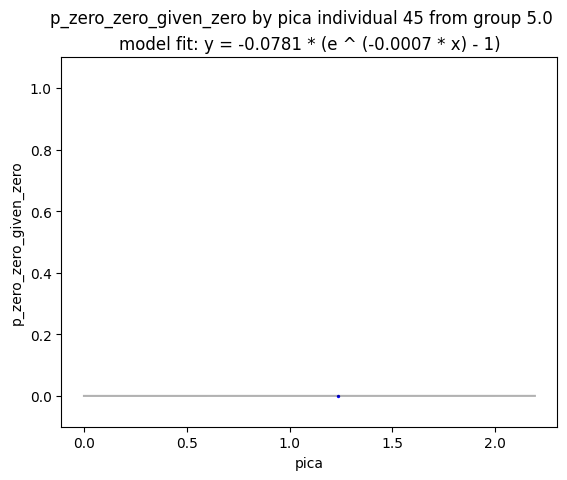 p_zero_zero_given_zero by pica individual 45 from group 5.0
model fit: y = -0.0781 * (e ^ (-0.0007 * x) - 1)
p_zero_zero_given_zero
1.0
0.8
0.6
0.4
0.2
0.0
0.0
0.5
1.0
1.5
2.0
pica